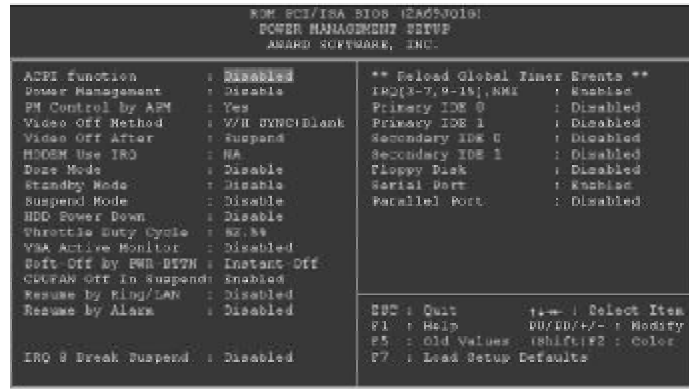 ROM PCI/ISA BIOS (2A69J01G)
POWER MANAGEMENT SETUP
AWARD SOFTWARE, INC.
ACPI function : Disabled
Power Management : Disable
PM Control by APM : Yes
Video Off Method : V/H SYNC+Blank
Video Off After : Suspend
MODEM Use IRQ : NA
Doze Mode : Disable
Standby Mode : Disable
Suspend Mode : Disable
HDD Power Down : Disable
Throttle Duty Cycle : 62.5%
VGA Active Monitor : Disabled
Soft-Off by PWR-BTTN : Instant-Off
CPUFAN Off In Suspend: Enabled
Resume by Ring/LAN : Disabled
Resume by Alarm : Disabled
IRQ 8 Break Suspend : Disabled
** Reload Global Timer Events **
IRQ[3-7,9-15],NMI : Enabled
Primary IDE 0 : Disabled
Primary IDE 1 : Disabled
Secondary IDE 0 : Disabled
Secondary IDE 1 : Disabled
Floppy Disk : Disabled
Serial Port : Enabled
Parallel Port : Disabled
ESC : Quit ↑↓→← : Select Item
F1 : Help PU/PD/+/- : Modify
F5 : Old Values (Shift)F2 : Color
F7 : Load Setup Defaults